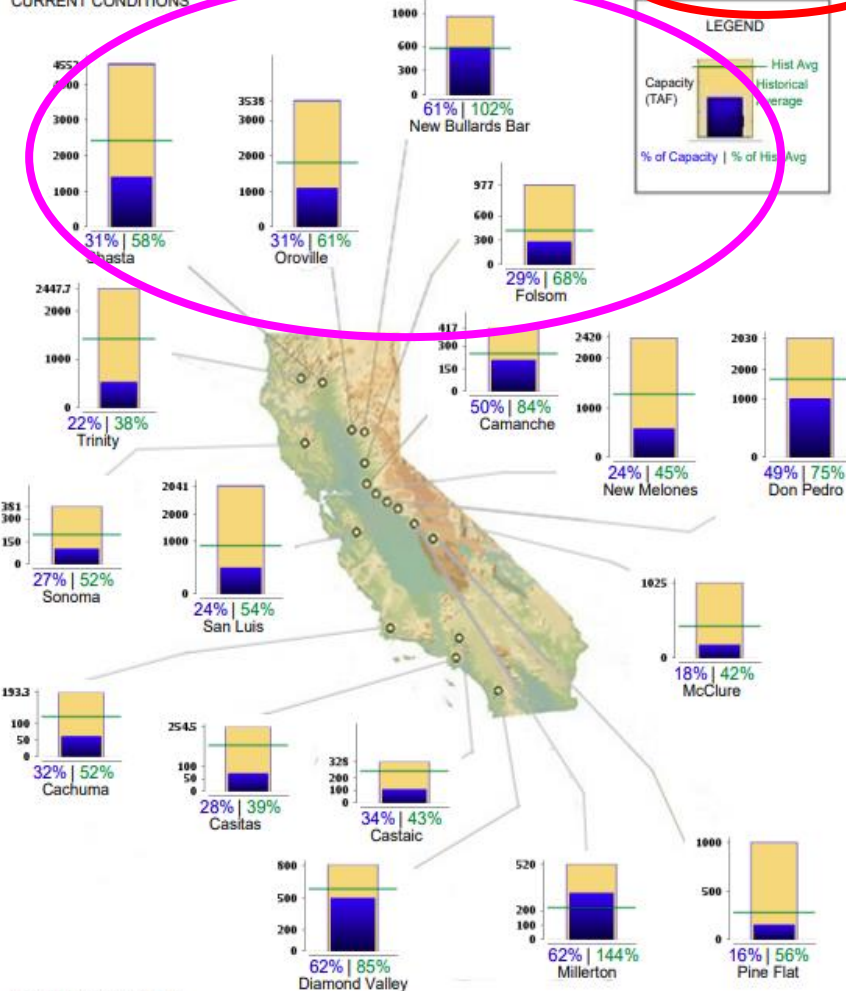 CURRENT CONDITIONS
LEGEND
Hist Avg
Capacity
(TAF)
Historical
Average
% of Capacity | % of Hist Avg
1000
600
300
0
61% | 102%
New Bullards Bar
4552
4000
3000
2000
1000
0
31% | 58%
Shasta
3538
3000
2000
1000
0
31% | 61%
Oroville
977
600
300
0
29% | 68%
Folsom
2447.7
2000
1000
0
22% | 38%
Trinity
417
300
150
0
50% | 84%
Camanche
2420
2000
1000
0
24% | 45%
New Melones
2030
2000
1000
0
49% | 75%
Don Pedro
381
300
150
0
27% | 52%
Sonoma
2041
2000
1000
0
24% | 54%
San Luis
1025
0
18% | 42%
McClure
193.3
100
50
0
32% | 52%
Cachuma
254.5
100
50
0
28% | 39%
Casitas
328
200
100
0
34% | 43%
Castaic
800
500
200
0
62% | 85%
Diamond Valley
520
200
100
0
62% | 144%
Millerton
1000
500
0
16% | 56%
Pine Flat